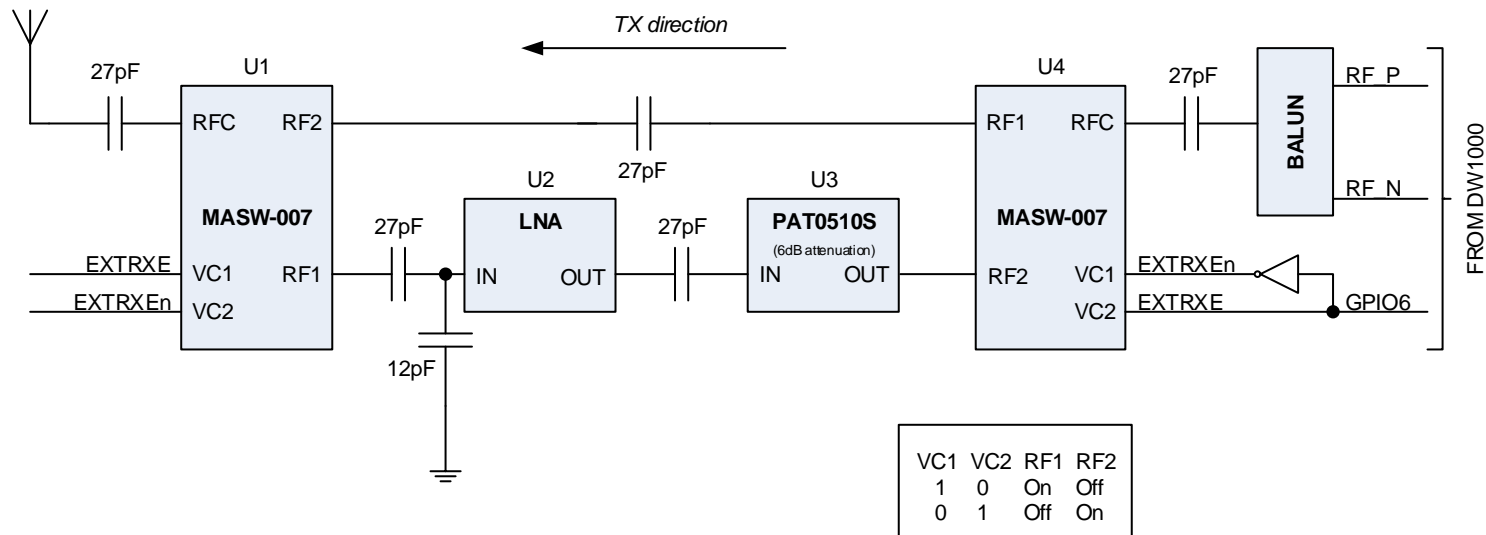 TX direction
27pF
U1
RFC RF2
MASW-007
EXTRXE
VC1 RF1
EXTRXEn
VC2
27pF
12pF
U2
LNA
IN OUT
27pF
27pF
U3
PAT0510S
(6dB attenuation)
IN OUT
U4
RF1 RFC
MASW-007
RF2 VC1
VC2
27pF
BALUN
RF_P
RF_N
EXTRXEn
EXTRXE
GPIO6
FROM DW1000
VC1 VC2 RF1 RF2
1 0 On Off
0 1 Off On